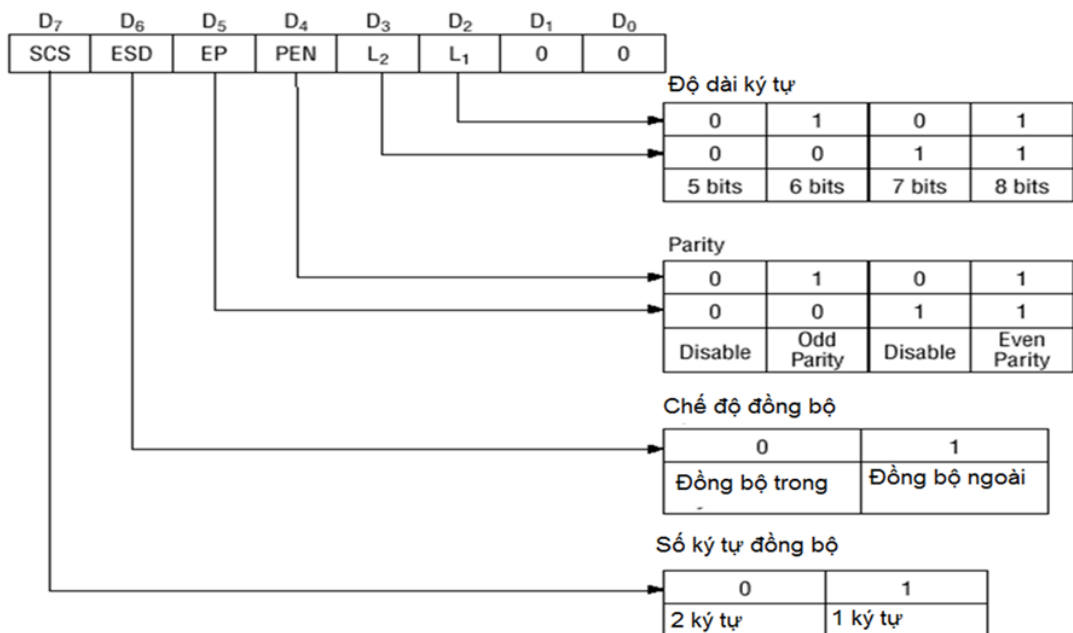 D7 D6 D5 D4 D3 D2 D1 D0
SCS ESD EP PEN L2 L1 0 0
Độ dài ký tự
0 1 0 1
0 0 1 1
5 bits 6 bits 7 bits 8 bits
Parity
0 1 0 1
0 0 1 1
Disable Odd Parity Disable Even Parity
Chế độ đồng bộ
0 1
Đồng bộ trong Đồng bộ ngoài
Số ký tự đồng bộ
0 1
2 ký tự 1 ký tự